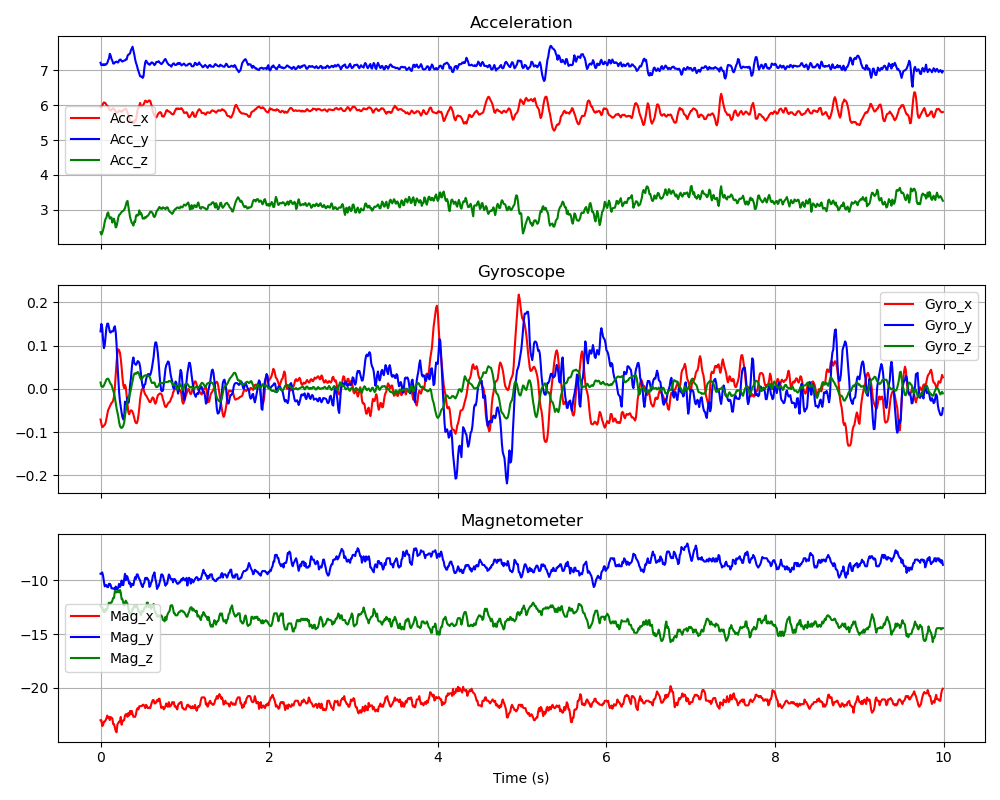 Acceleration
7
6
5
4
3
Acc_x
Acc_y
Acc_z
Gyroscope
0.2
0.1
0.0
−0.1
−0.2
Gyro_x
Gyro_y
Gyro_z
Magnetometer
−10
−15
−20
Mag_x
Mag_y
Mag_z
0 2 4 6 8 10
Time (s)